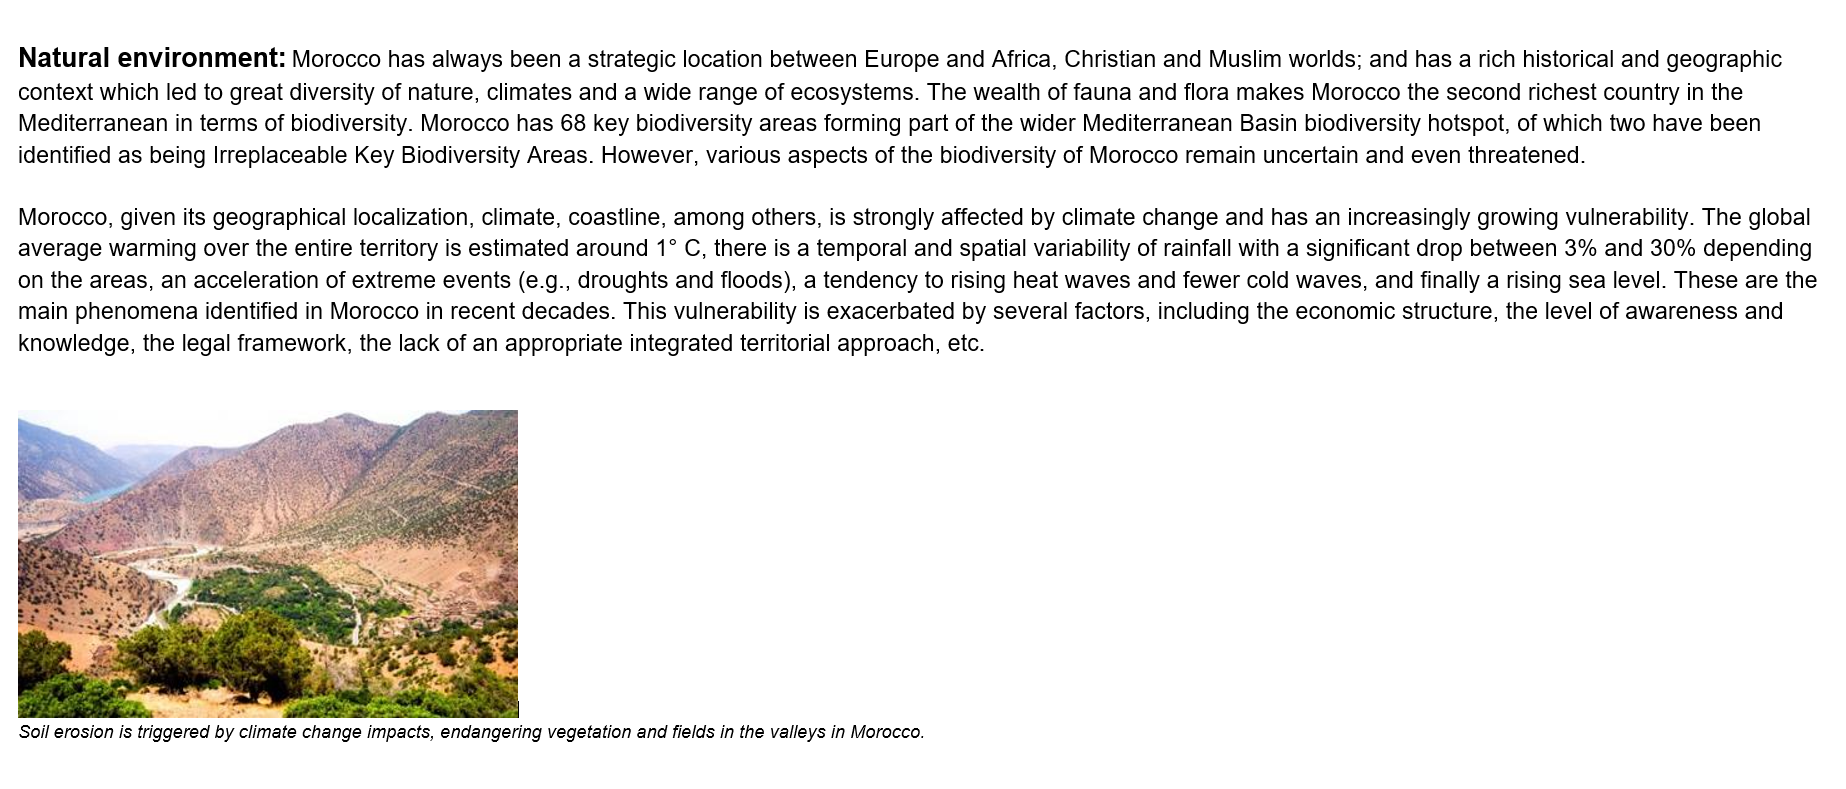 Natural environment: Morocco has always been a strategic location between Europe and Africa, Christian and Muslim worlds; and has a rich historical and geographic
context which led to great diversity of nature, climates and a wide range of ecosystems. The wealth of fauna and flora makes Morocco the second richest country in the
Mediterranean in terms of biodiversity. Morocco has 68 key biodiversity areas forming part of the wider Mediterranean Basin biodiversity hotspot, of which two have been
identified as being Irreplaceable Key Biodiversity Areas. However, various aspects of the biodiversity of Morocco remain uncertain and even threatened.
Morocco, given its geographical localization, climate, coastline, among others, is strongly affected by climate change and has an increasingly growing vulnerability. The global
average warming over the entire territory is estimated around 1° C, there is a temporal and spatial variability of rainfall with a significant drop between 3% and 30% depending
on the areas, an acceleration of extreme events (e.g., droughts and floods), a tendency to rising heat waves and fewer cold waves, and finally a rising sea level. These are the
main phenomena identified in Morocco in recent decades. This vulnerability is exacerbated by several factors, including the economic structure, the level of awareness and
knowledge, the legal framework, the lack of an appropriate integrated territorial approach, etc.
Soil erosion is triggered by climate change impacts, endangering vegetation and fields in the valleys in Morocco.